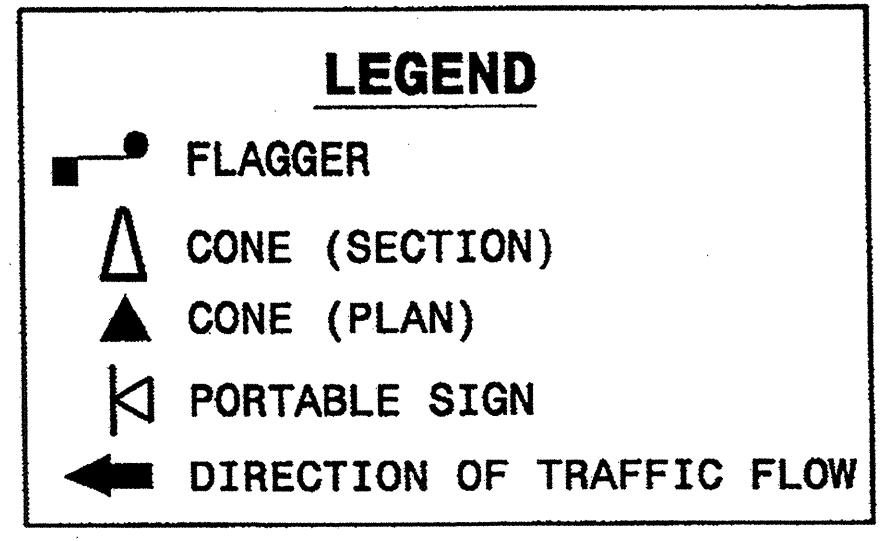 LEGEND
FLAGGER
CONE (SECTION)
CONE (PLAN)
PORTABLE SIGN
DIRECTION OF TRAFFIC FLOW